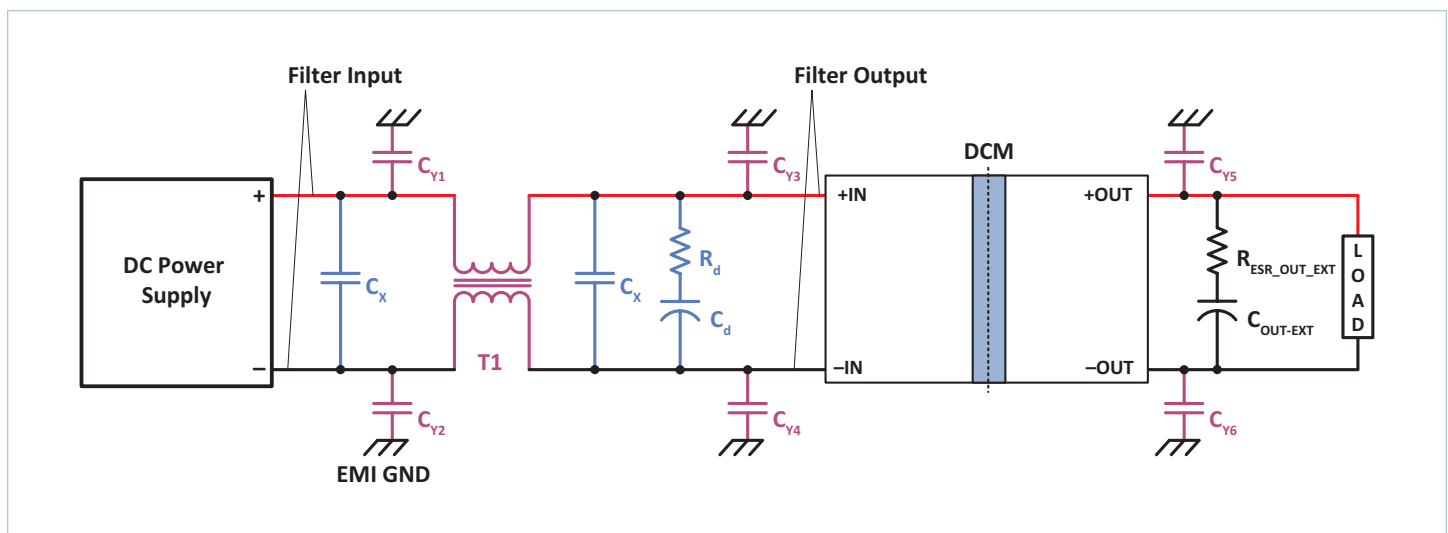 Filter Input
Filter Output
C_Y1
C_Y3
DCM
C_Y5
+
+IN
+OUT
DC Power
Supply
C_X
C_X
R_d
C_d
R_ESR_OUT_EXT
C_OUT-EXT
LOAD
T1
−
−IN
−OUT
C_Y2
C_Y4
C_Y6
EMI GND